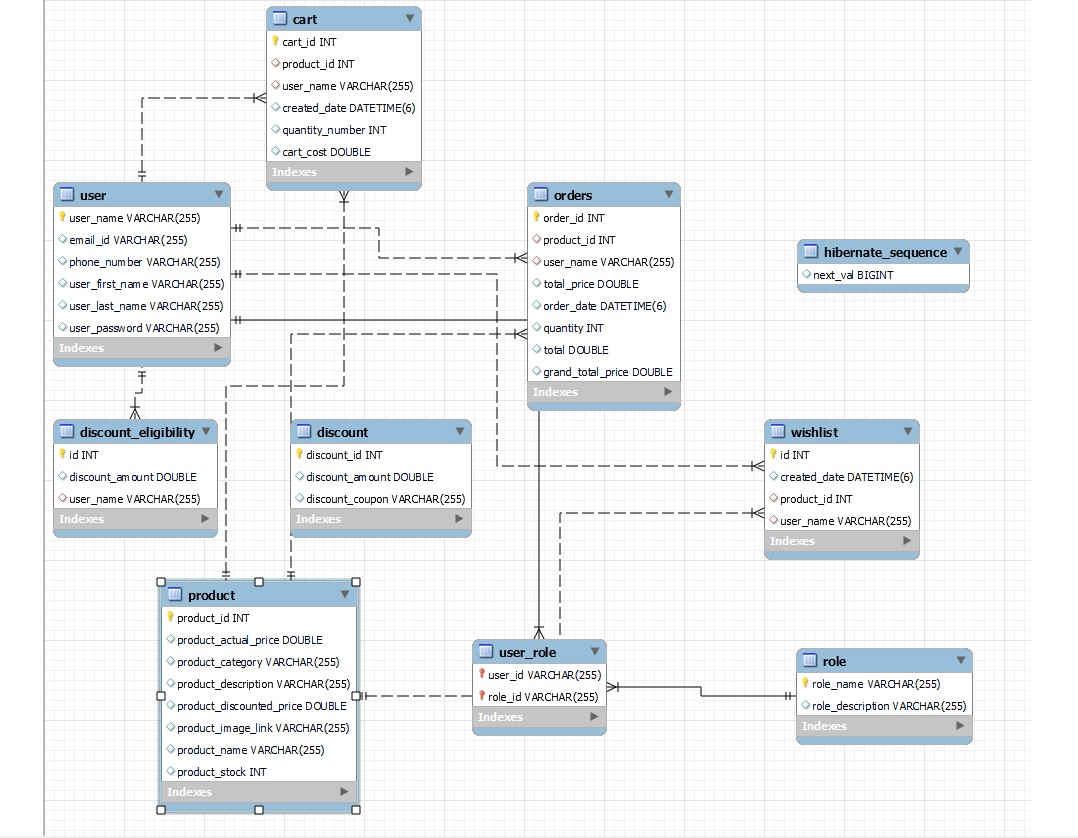 cart
cart_id INT
product_id INT
user_name VARCHAR(255)
created_date DATETIME(6)
quantity_number INT
cart_cost DOUBLE
Indexes
user
user_name VARCHAR(255)
email_id VARCHAR(255)
phone_number VARCHAR(255)
user_first_name VARCHAR(255)
user_last_name VARCHAR(255)
user_password VARCHAR(255)
Indexes
orders
order_id INT
product_id INT
user_name VARCHAR(255)
total_price DOUBLE
order_date DATETIME(6)
quantity INT
total DOUBLE
grand_total_price DOUBLE
Indexes
hibernate_sequence
next_val BIGINT
discount_eligibility
id INT
discount_amount DOUBLE
user_name VARCHAR(255)
Indexes
discount
discount_id INT
discount_amount DOUBLE
discount_coupon VARCHAR(255)
Indexes
wishlist
id INT
created_date DATETIME(6)
product_id INT
user_name VARCHAR(255)
Indexes
product
product_id INT
product_actual_price DOUBLE
product_category VARCHAR(255)
product_description VARCHAR(255)
product_discounted_price DOUBLE
product_image_link VARCHAR(255)
product_name VARCHAR(255)
product_stock INT
Indexes
user_role
user_id VARCHAR(255)
role_id VARCHAR(255)
Indexes
role
role_name VARCHAR(255)
role_description VARCHAR(255)
Indexes